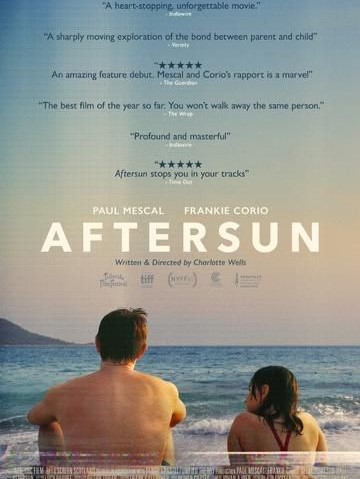 "A heart-stopping, unforgettable movie."
- Indiewire
"A sharply moving exploration of the bond between parent and child"
- Variety
"★★★★★
An amazing feature debut. Mescal and Corio's rapport is a marvel"
- The Guardian
"The best film of the year so far. You won't walk away the same person."
- The Wrap
"Profound and masterful"
- Indiewire
"★★★★★
Aftersun stops you in your tracks"
- Time Out
PAUL MESCAL FRANKIE CORIO
AFTERSUN
Written & Directed by Charlotte Wells
tiff